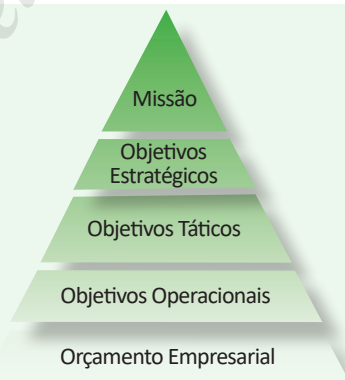 Missão
Objetivos
Estratégicos
Objetivos Táticos
Objetivos Operacionais
Orçamento Empresarial